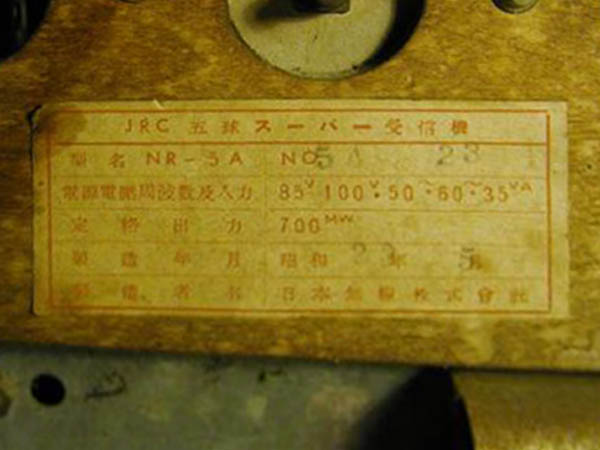 JRC 五球スーパー受信機
型名 NR-5A NO 5A 23
電源電圧周波数及入力 85V 100V・50~・60~・35VA
定格出力 700MW
製造年月 昭和 年 5月
製造者名 日本無線株式會社